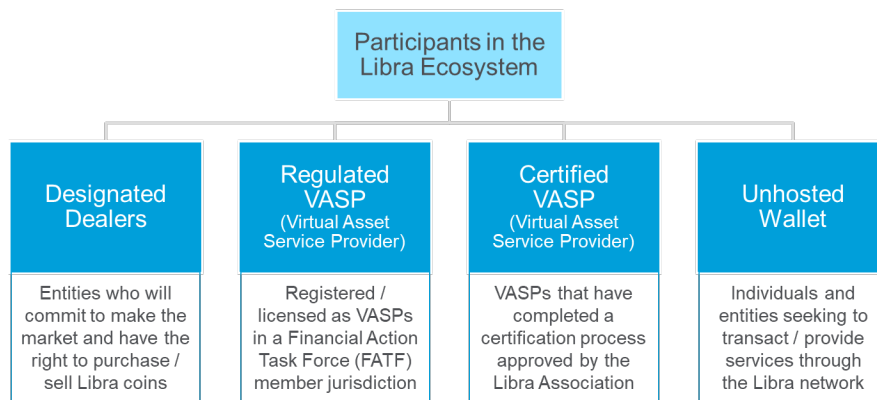 Participants in the
Libra Ecosystem
Designated
Dealers
Entities who will
commit to make the
market and have the
right to purchase /
sell Libra coins
Regulated
VASP
(Virtual Asset
Service Provider)
Registered /
licensed as VASPs
in a Financial Action
Task Force (FATF)
member jurisdiction
Certified
VASP
(Virtual Asset
Service Provider)
VASPs that have
completed a
certification process
approved by the
Libra Association
Unhosted
Wallet
Individuals and
entities seeking to
transact / provide
services through
the Libra network